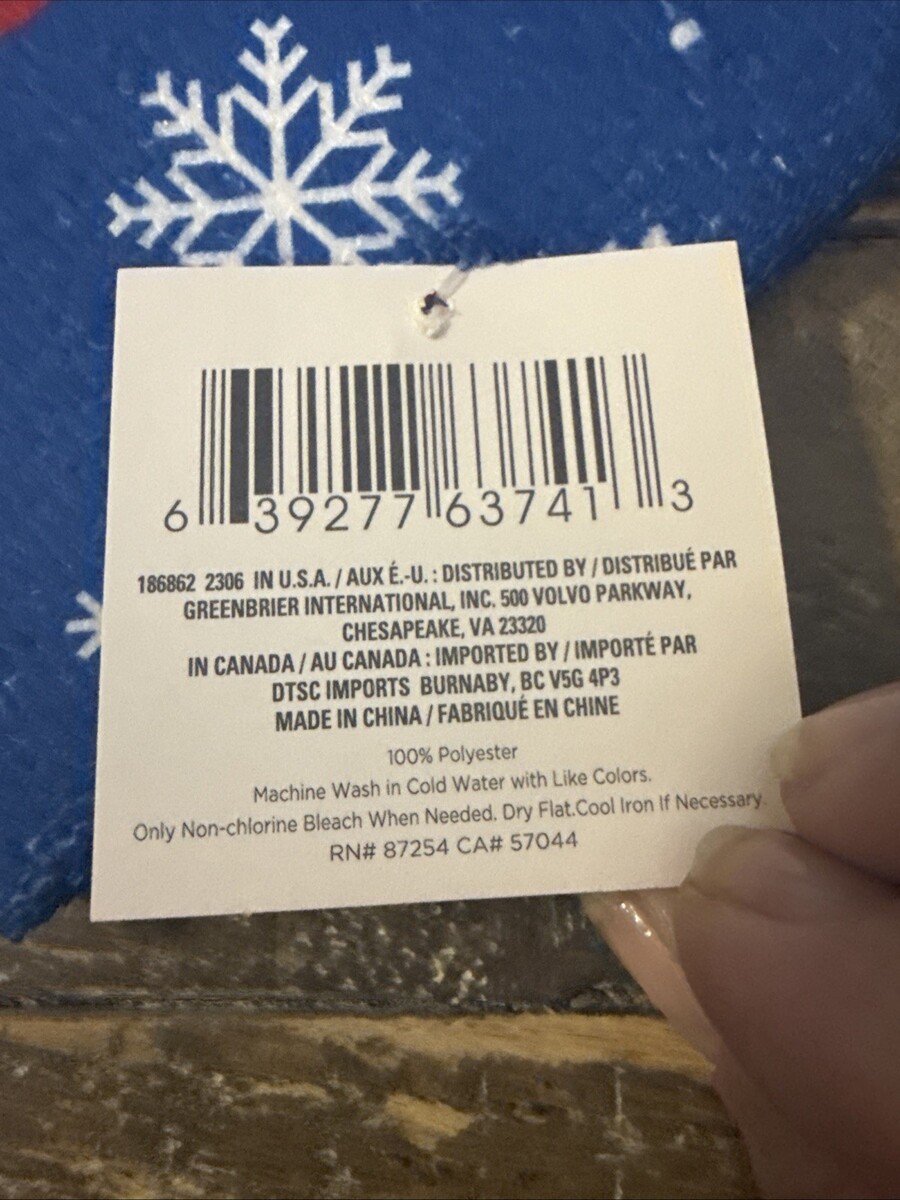 6 39277 63741 3
186862 2306 IN U.S.A. / AUX É.-U. : DISTRIBUTED BY / DISTRIBUÉ PAR
GREENBRIER INTERNATIONAL, INC. 500 VOLVO PARKWAY,
CHESAPEAKE, VA 23320
IN CANADA / AU CANADA : IMPORTED BY / IMPORTÉ PAR
DTSC IMPORTS BURNABY, BC V5G 4P3
MADE IN CHINA / FABRIQUÉ EN CHINE
100% Polyester
Machine Wash in Cold Water with Like Colors.
Only Non-chlorine Bleach When Needed. Dry Flat.Cool Iron If Necessary.
RN# 87254 CA# 57044